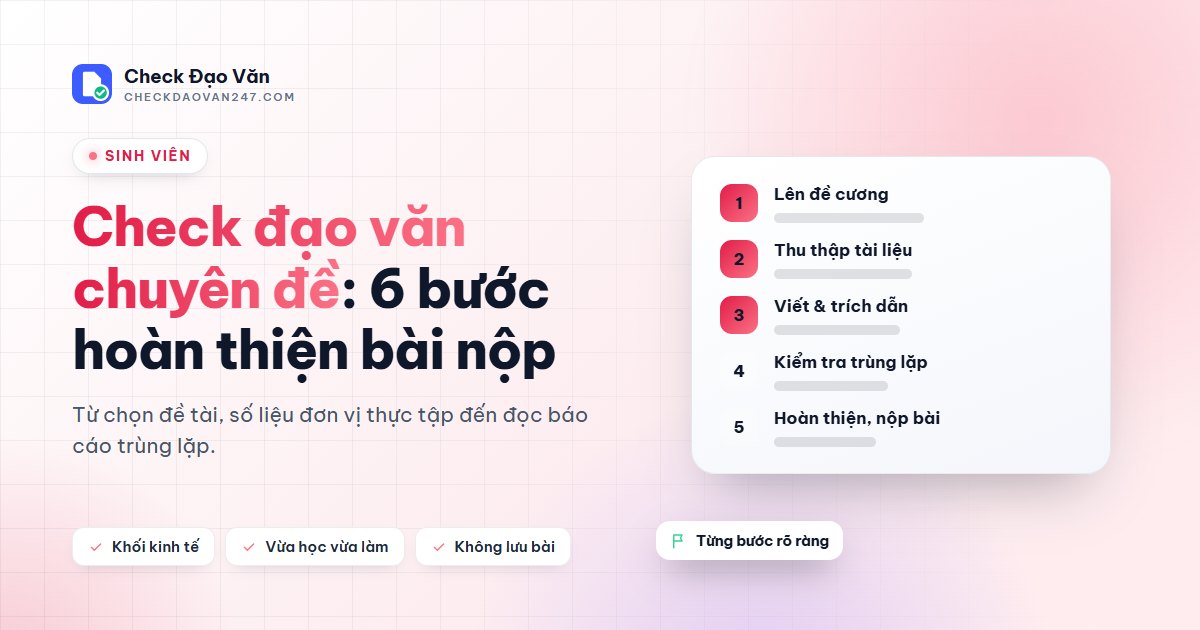 Check Đạo Văn
CHECKDAOVAN247.COM
SINH VIÊN
Check đạo văn
chuyên đề: 6 bước
hoàn thiện bài nộp
Từ chọn đề tài, số liệu đơn vị thực tập đến đọc báo
cáo trùng lặp.
Khối kinh tế
Vừa học vừa làm
Không lưu bài
1
Lên đề cương
2
Thu thập tài liệu
3
Viết & trích dẫn
4
Kiểm tra trùng lặp
5
Hoàn thiện, nộp bài
Từng bước rõ ràng